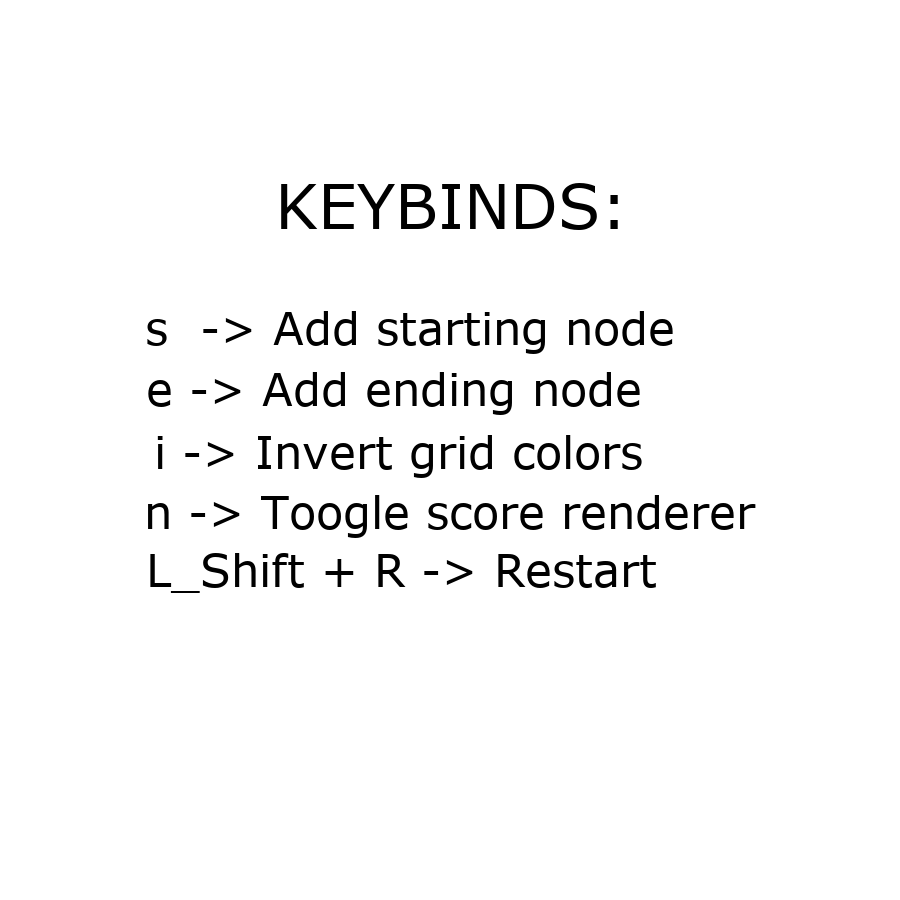 KEYBINDS:
s -> Add starting node
e -> Add ending node
i -> Invert grid colors
n -> Toogle score renderer
L_Shift + R -> Restart